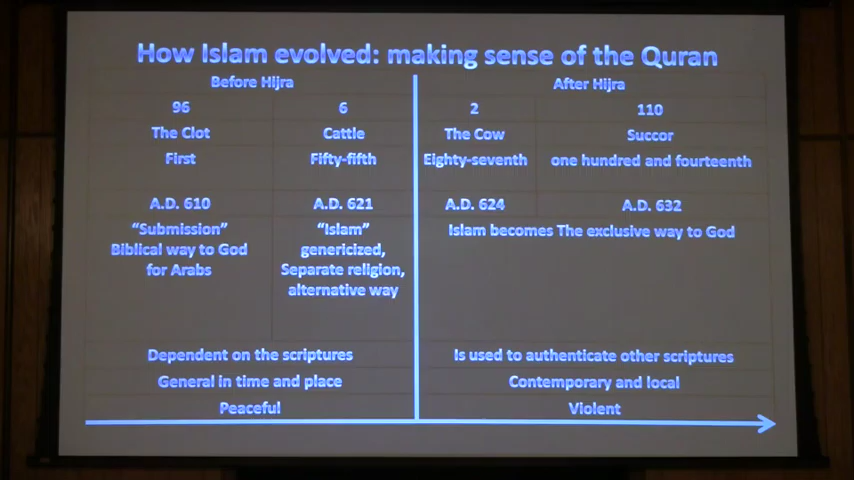 How Islam evolved: making sense of the Quran
Before Hijra
After Hijra
96
6
2
110
The Clot
Cattle
The Cow
Succor
First
Fifty-fifth
Eighty-seventh
one hundred and fourteenth
A.D. 610
A.D. 621
A.D. 624
A.D. 632
“Submission”
Biblical way to God
for Arabs
“Islam”
genericized,
Separate religion,
alternative way
Islam becomes The exclusive way to God
Dependent on the scriptures
Is used to authenticate other scriptures
General in time and place
Contemporary and local
Peaceful
Violent